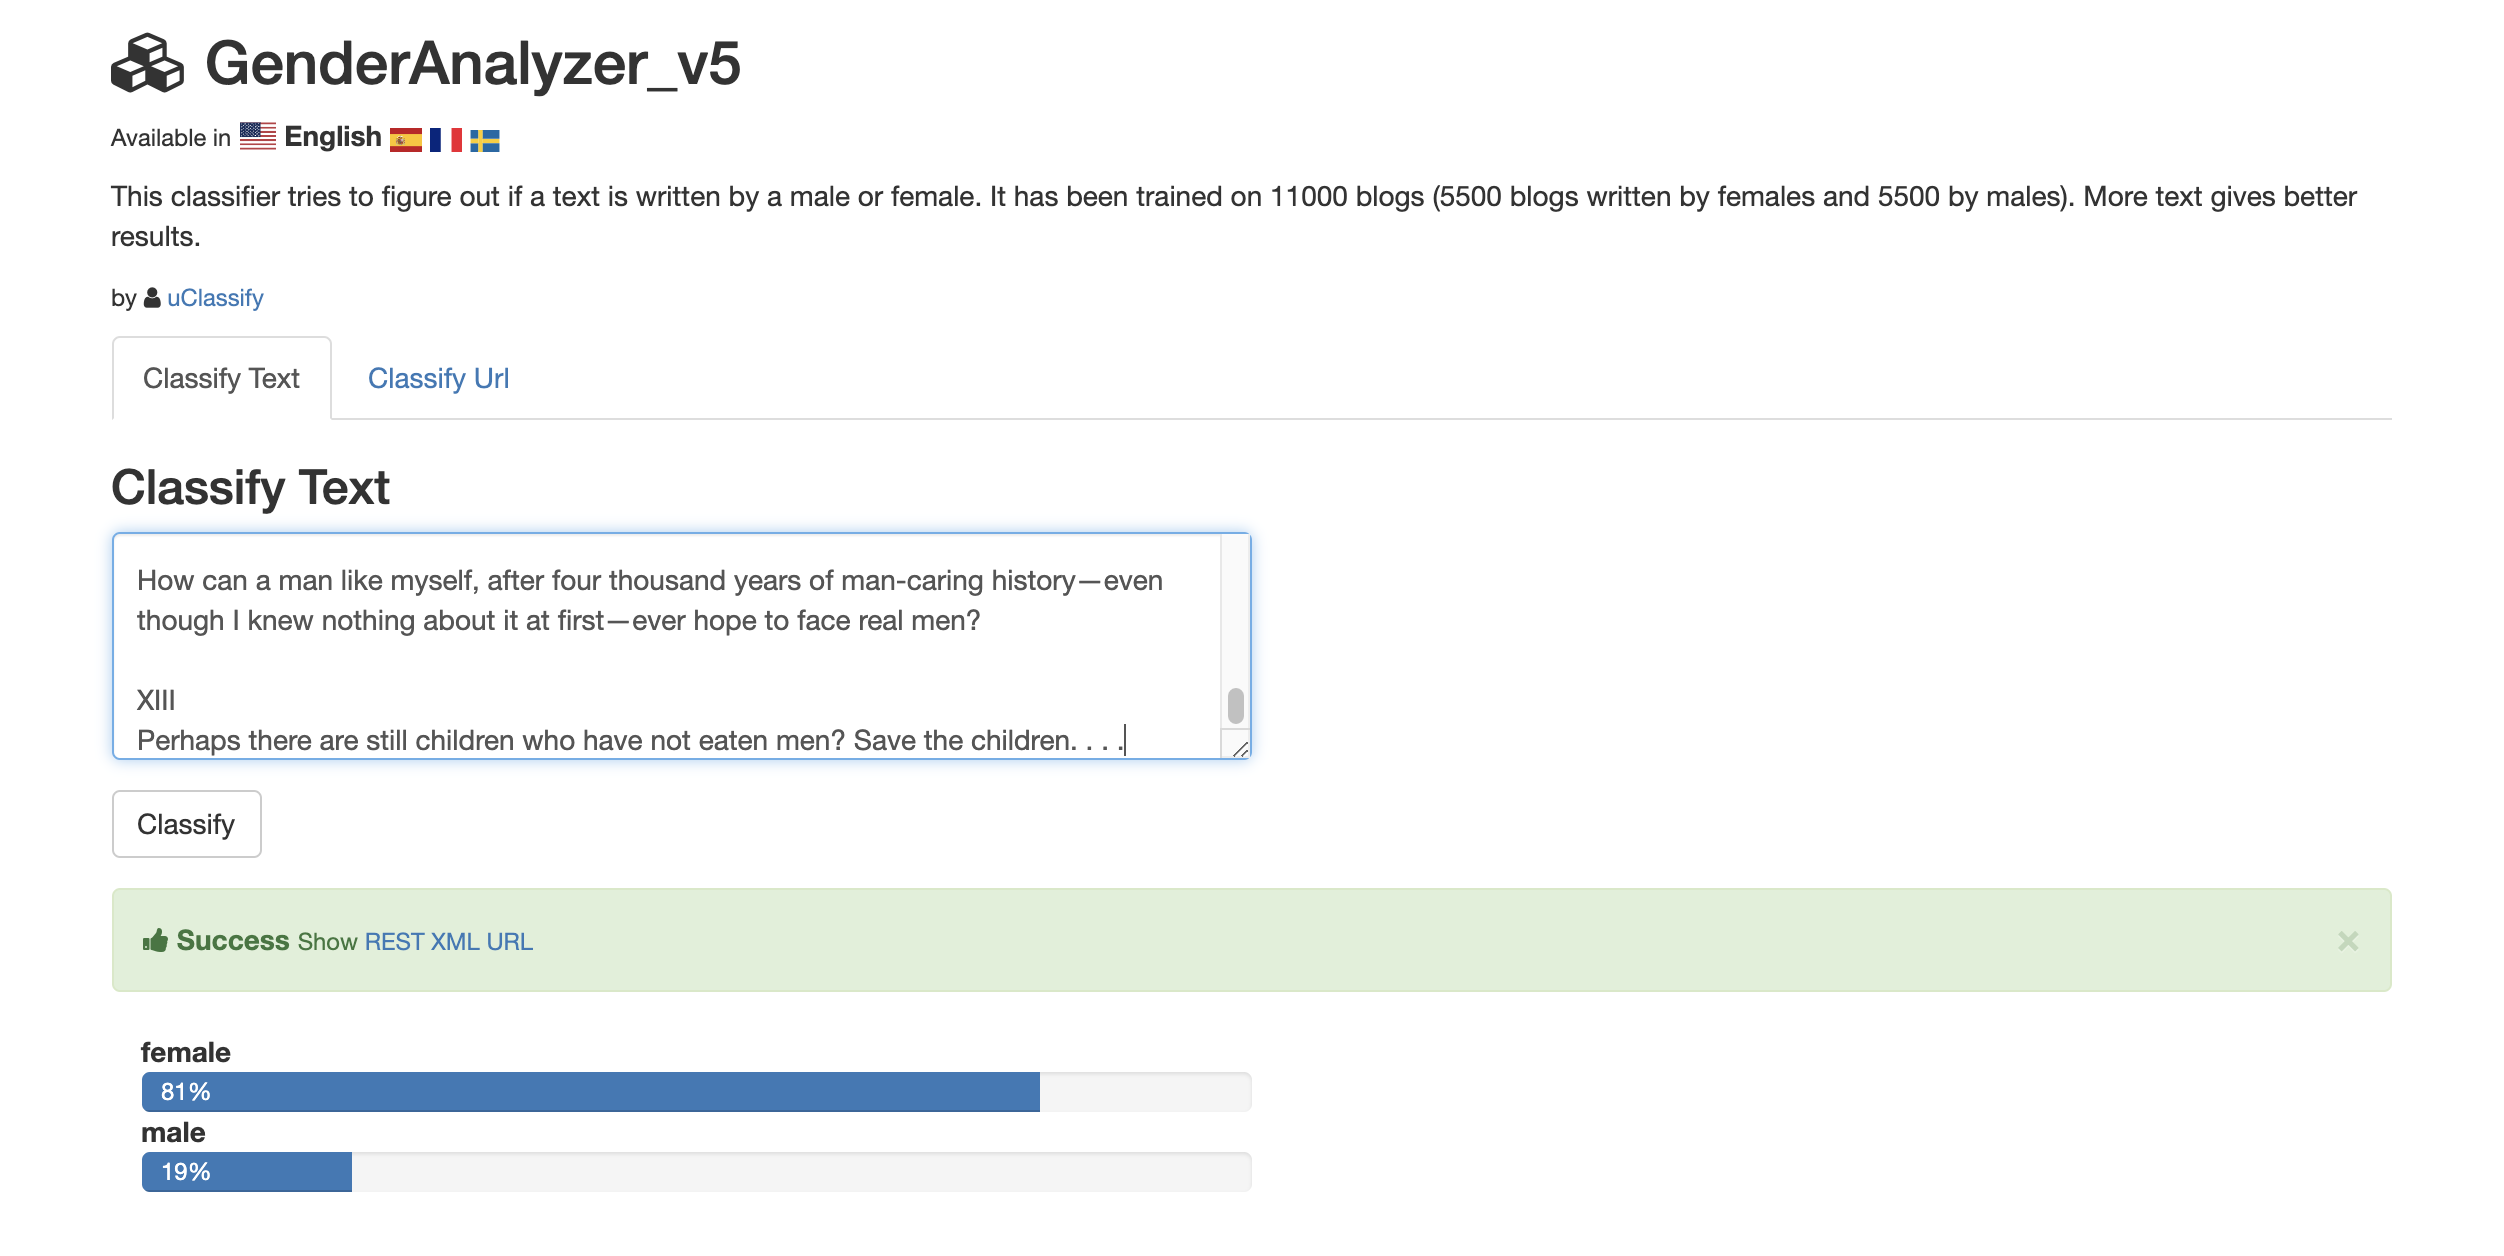 GenderAnalyzer_v5
Available in English
This classifier tries to figure out if a text is written by a male or female. It has been trained on 11000 blogs (5500 blogs written by females and 5500 by males). More text gives better
results.
by uClassify
Classify Text Classify Url
Classify Text
How can a man like myself, after four thousand years of man-caring history—even
though I knew nothing about it at first—ever hope to face real men?
XIII
Perhaps there are still children who have not eaten men? Save the children. . . .
Classify
Success Show REST XML URL ×
female
81%
male
19%